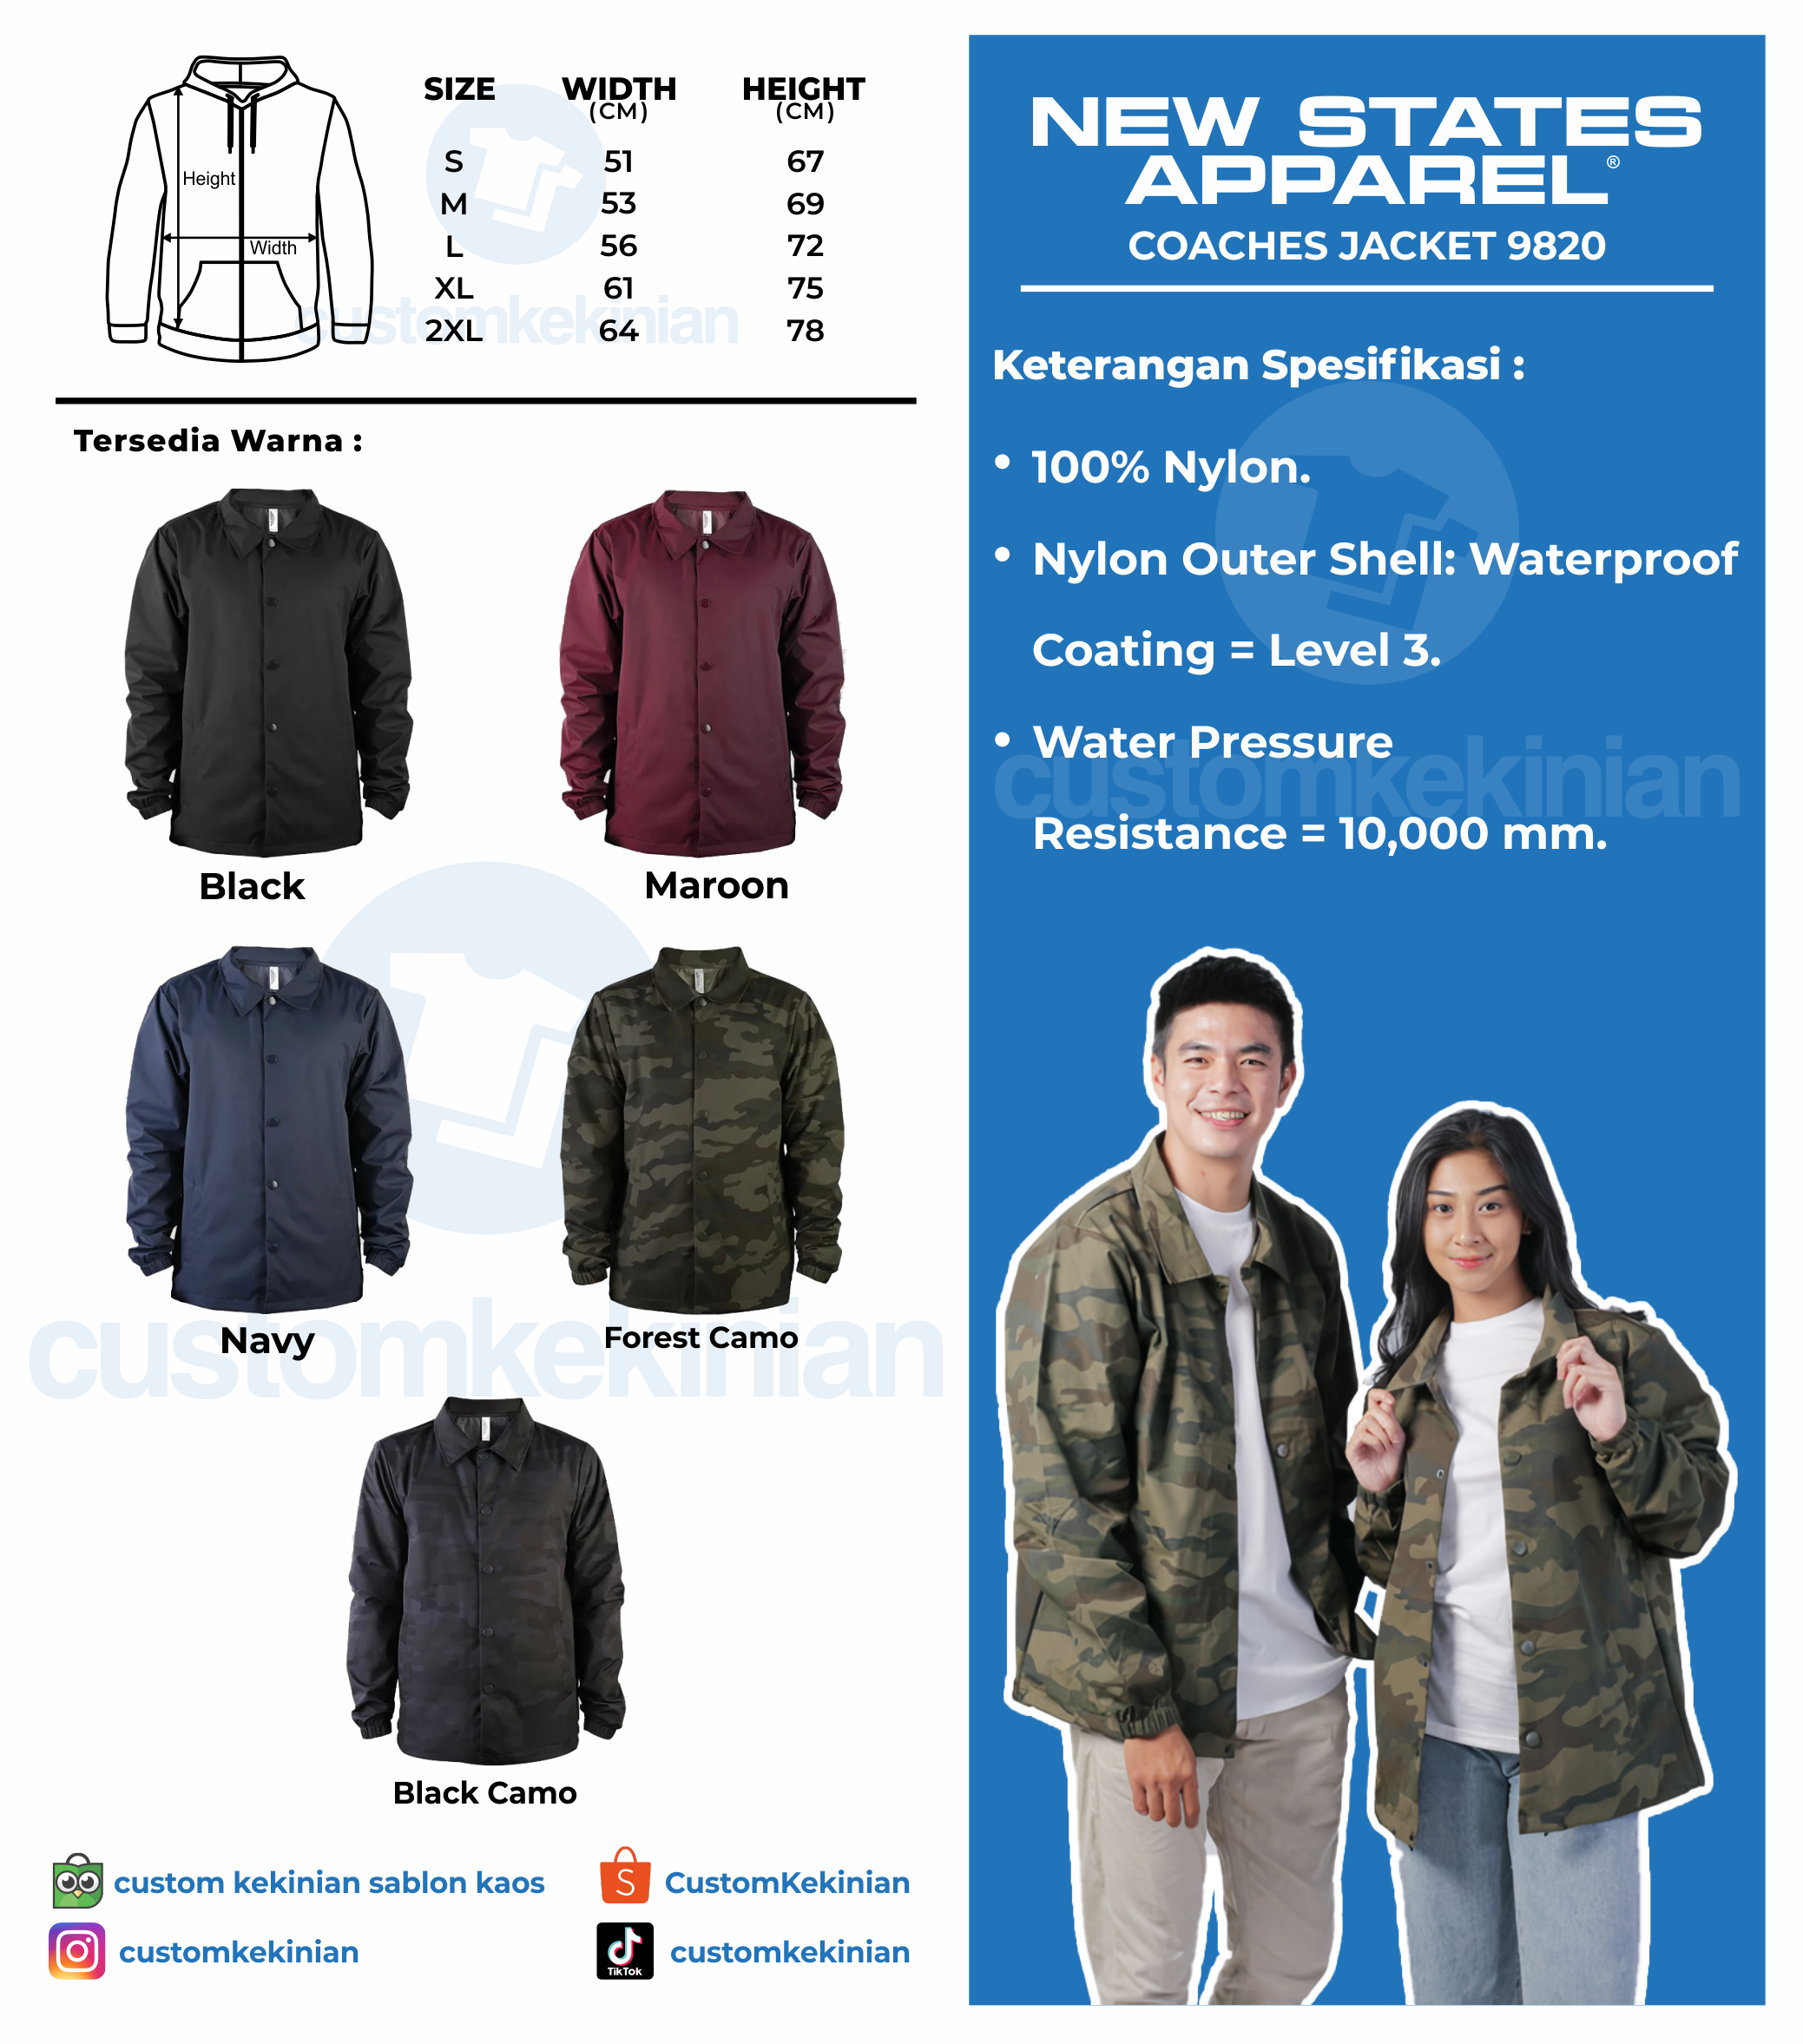 SIZE WIDTH HEIGHT
(CM) (CM)
S 51 67
M 53 69
L 56 72
XL 61 75
2XL 64 78
Height
Width
customkekinian
Tersedia Warna :
Black
Maroon
Navy
Forest Camo
customkekinian
Black Camo
custom kekinian sablon kaos
CustomKekinian
customkekinian
TikTok
customkekinian
NEW STATES
APPAREL®
COACHES JACKET 9820
Keterangan Spesifikasi :
• 100% Nylon.
• Nylon Outer Shell: Waterproof
Coating = Level 3.
• Water Pressure
customkekinian
Resistance = 10,000 mm.